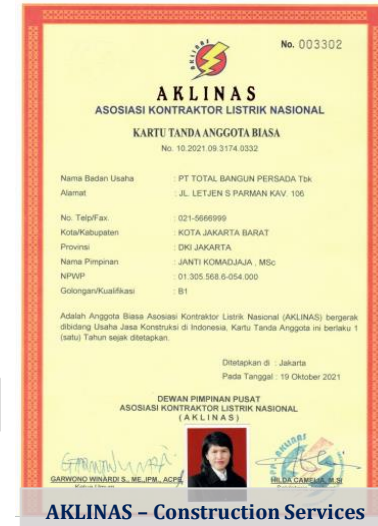 No. 003302
AKLINAS
ASOSIASI KONTRAKTOR LISTRIK NASIONAL
KARTU TANDA ANGGOTA BIASA
No. 10.2021.09.3174.0332
Nama Badan Usaha : PT TOTAL BANGUN PERSADA Tbk
Alamat : JL. LETJEN S PARMAN KAV. 106
No. Telp/Fax. : 021-5666999
Kota/Kabupaten : KOTA JAKARTA BARAT
Provinsi : DKI JAKARTA
Nama Pimpinan : JANTI KOMADJAJA , MSc
NPWP : 01.305.568.6-054.000
Golongan/Kualifikasi : B1
Adalah Anggota Biasa Asosiasi Kontraktor Listrik Nasional (AKLINAS) bergerak
dibidang Usaha Jasa Konstruksi di Indonesia, Kartu Tanda Anggota ini berlaku 1
(satu) Tahun sejak ditetapkan.
Ditetapkan di : Jakarta
Pada Tanggal : 19 Oktober 2021
DEWAN PIMPINAN PUSAT
ASOSIASI KONTRAKTOR LISTRIK NASIONAL
( A K L I N A S )
GARWONO WINARDI S., ME.,IPM., ACPE
HILDA CAMELIA, M.SI
AKLINAS – Construction Services